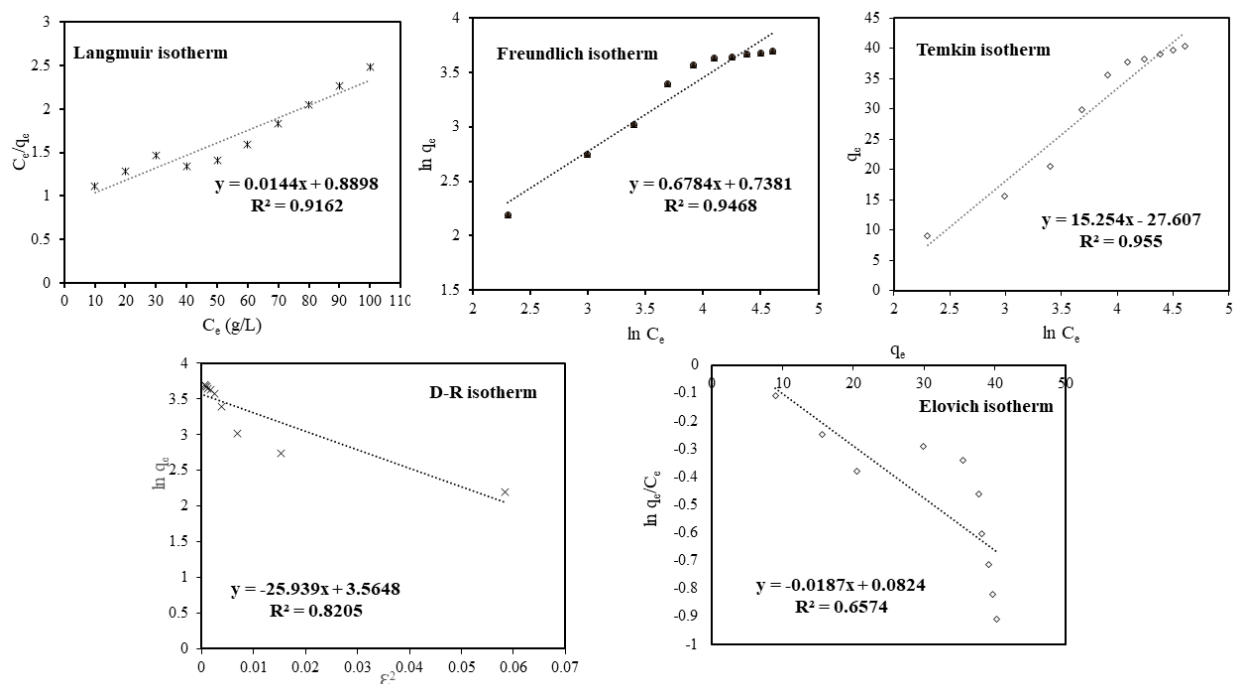 Langmuir isotherm
C_e/q_e
3
2.5
2
1.5
1
0.5
0
y = 0.0144x + 0.8898
R² = 0.9162
0 10 20 30 40 50 60 70 80 90 100 110
C_e (g/L)
Freundlich isotherm
ln q_e
4
3.5
3
2.5
2
1.5
y = 0.6784x + 0.7381
R² = 0.9468
2 2.5 3 3.5 4 4.5 5
ln C_e
Temkin isotherm
q_e
45
40
35
30
25
20
15
10
5
0
y = 15.254x - 27.607
R² = 0.955
2 2.5 3 3.5 4 4.5 5
ln C_e
D-R isotherm
ln q_e
4
3.5
3
2.5
2
1.5
1
0.5
0
y = -25.939x + 3.5648
R² = 0.8205
0 0.01 0.02 0.03 0.04 0.05 0.06 0.07
ε²
q_e
0 10 20 30 40 50
Elovich isotherm
ln q_e/C_e
0
-0.1
-0.2
-0.3
-0.4
-0.5
-0.6
-0.7
-0.8
-0.9
-1
y = -0.0187x + 0.0824
R² = 0.6574